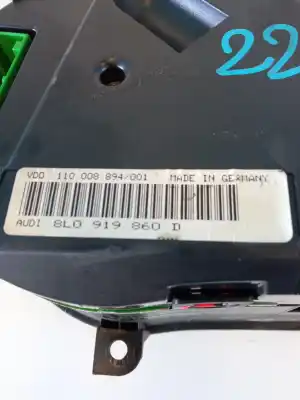 22
VDO 110 008 894/001 MADE IN GERMANY
AUDI 8L0 919 860 D